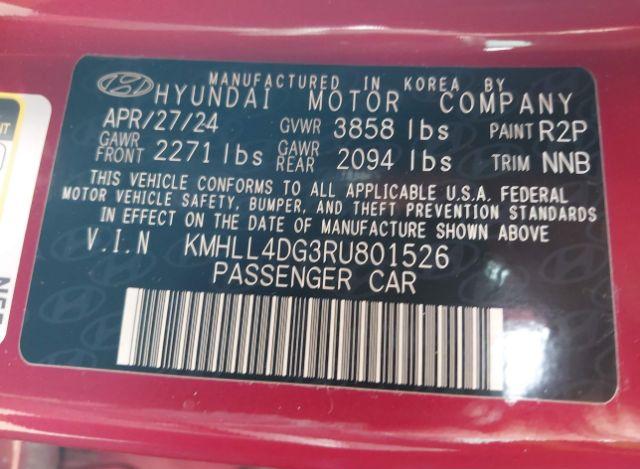 MANUFACTURED IN KOREA BY
HYUNDAI MOTOR COMPANY
APR/27/24 GVWR 3858 lbs PAINT R2P
GAWR FRONT 2271 lbs GAWR REAR 2094 lbs TRIM NNB
THIS VEHICLE CONFORMS TO ALL APPLICABLE U.S.A. FEDERAL
MOTOR VEHICLE SAFETY, BUMPER, AND THEFT PREVENTION STANDARDS
IN EFFECT ON THE DATE OF MANUFACTURE SHOWN ABOVE
V.I.N KMHLL4DG3RU801526
PASSENGER CAR